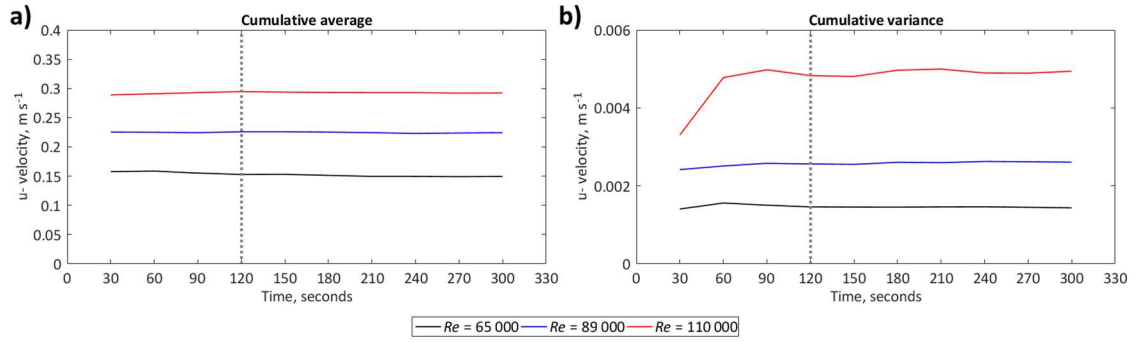 a)
Cumulative average
0.4
0.35
0.3
0.25
0.2
0.15
0.1
0.05
0
u- velocity, m s-1
0 30 60 90 120 150 180 210 240 270 300 330
Time, seconds
b)
Cumulative variance
0.006
0.004
0.002
0
u- velocity, m s-1
0 30 60 90 120 150 180 210 240 270 300 330
Time, seconds
Re = 65 000 Re = 89 000 Re = 110 000